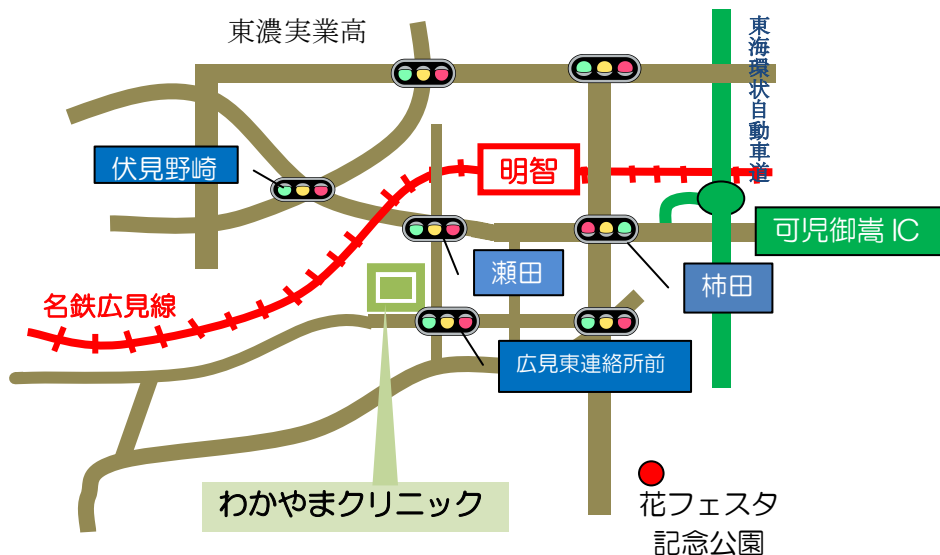 東濃実業高
東海環状自動車道
伏見野崎
明智
可児御嵩 IC
瀬田
柿田
名鉄広見線
広見東連絡所前
わかやまクリニック
花フェスタ
記念公園